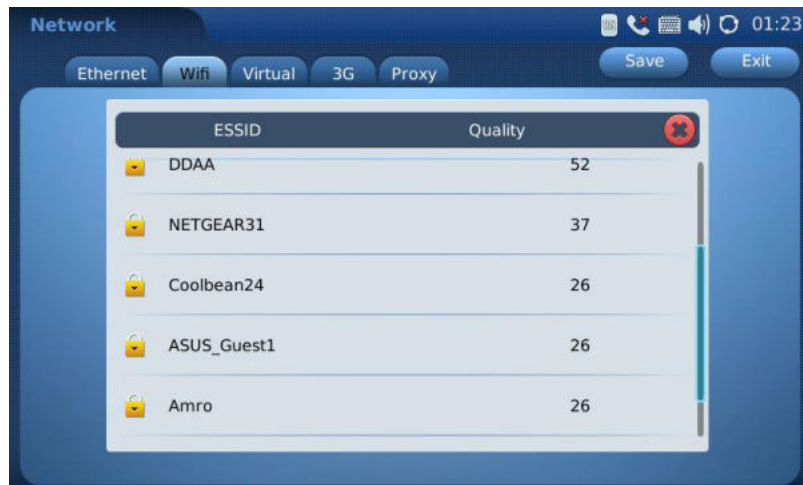 Network 01:23
Ethernet Wifi Virtual 3G Proxy Save Exit
ESSID Quality
DDAA 52
NETGEAR31 37
Coolbean24 26
ASUS_Guest1 26
Amro 26